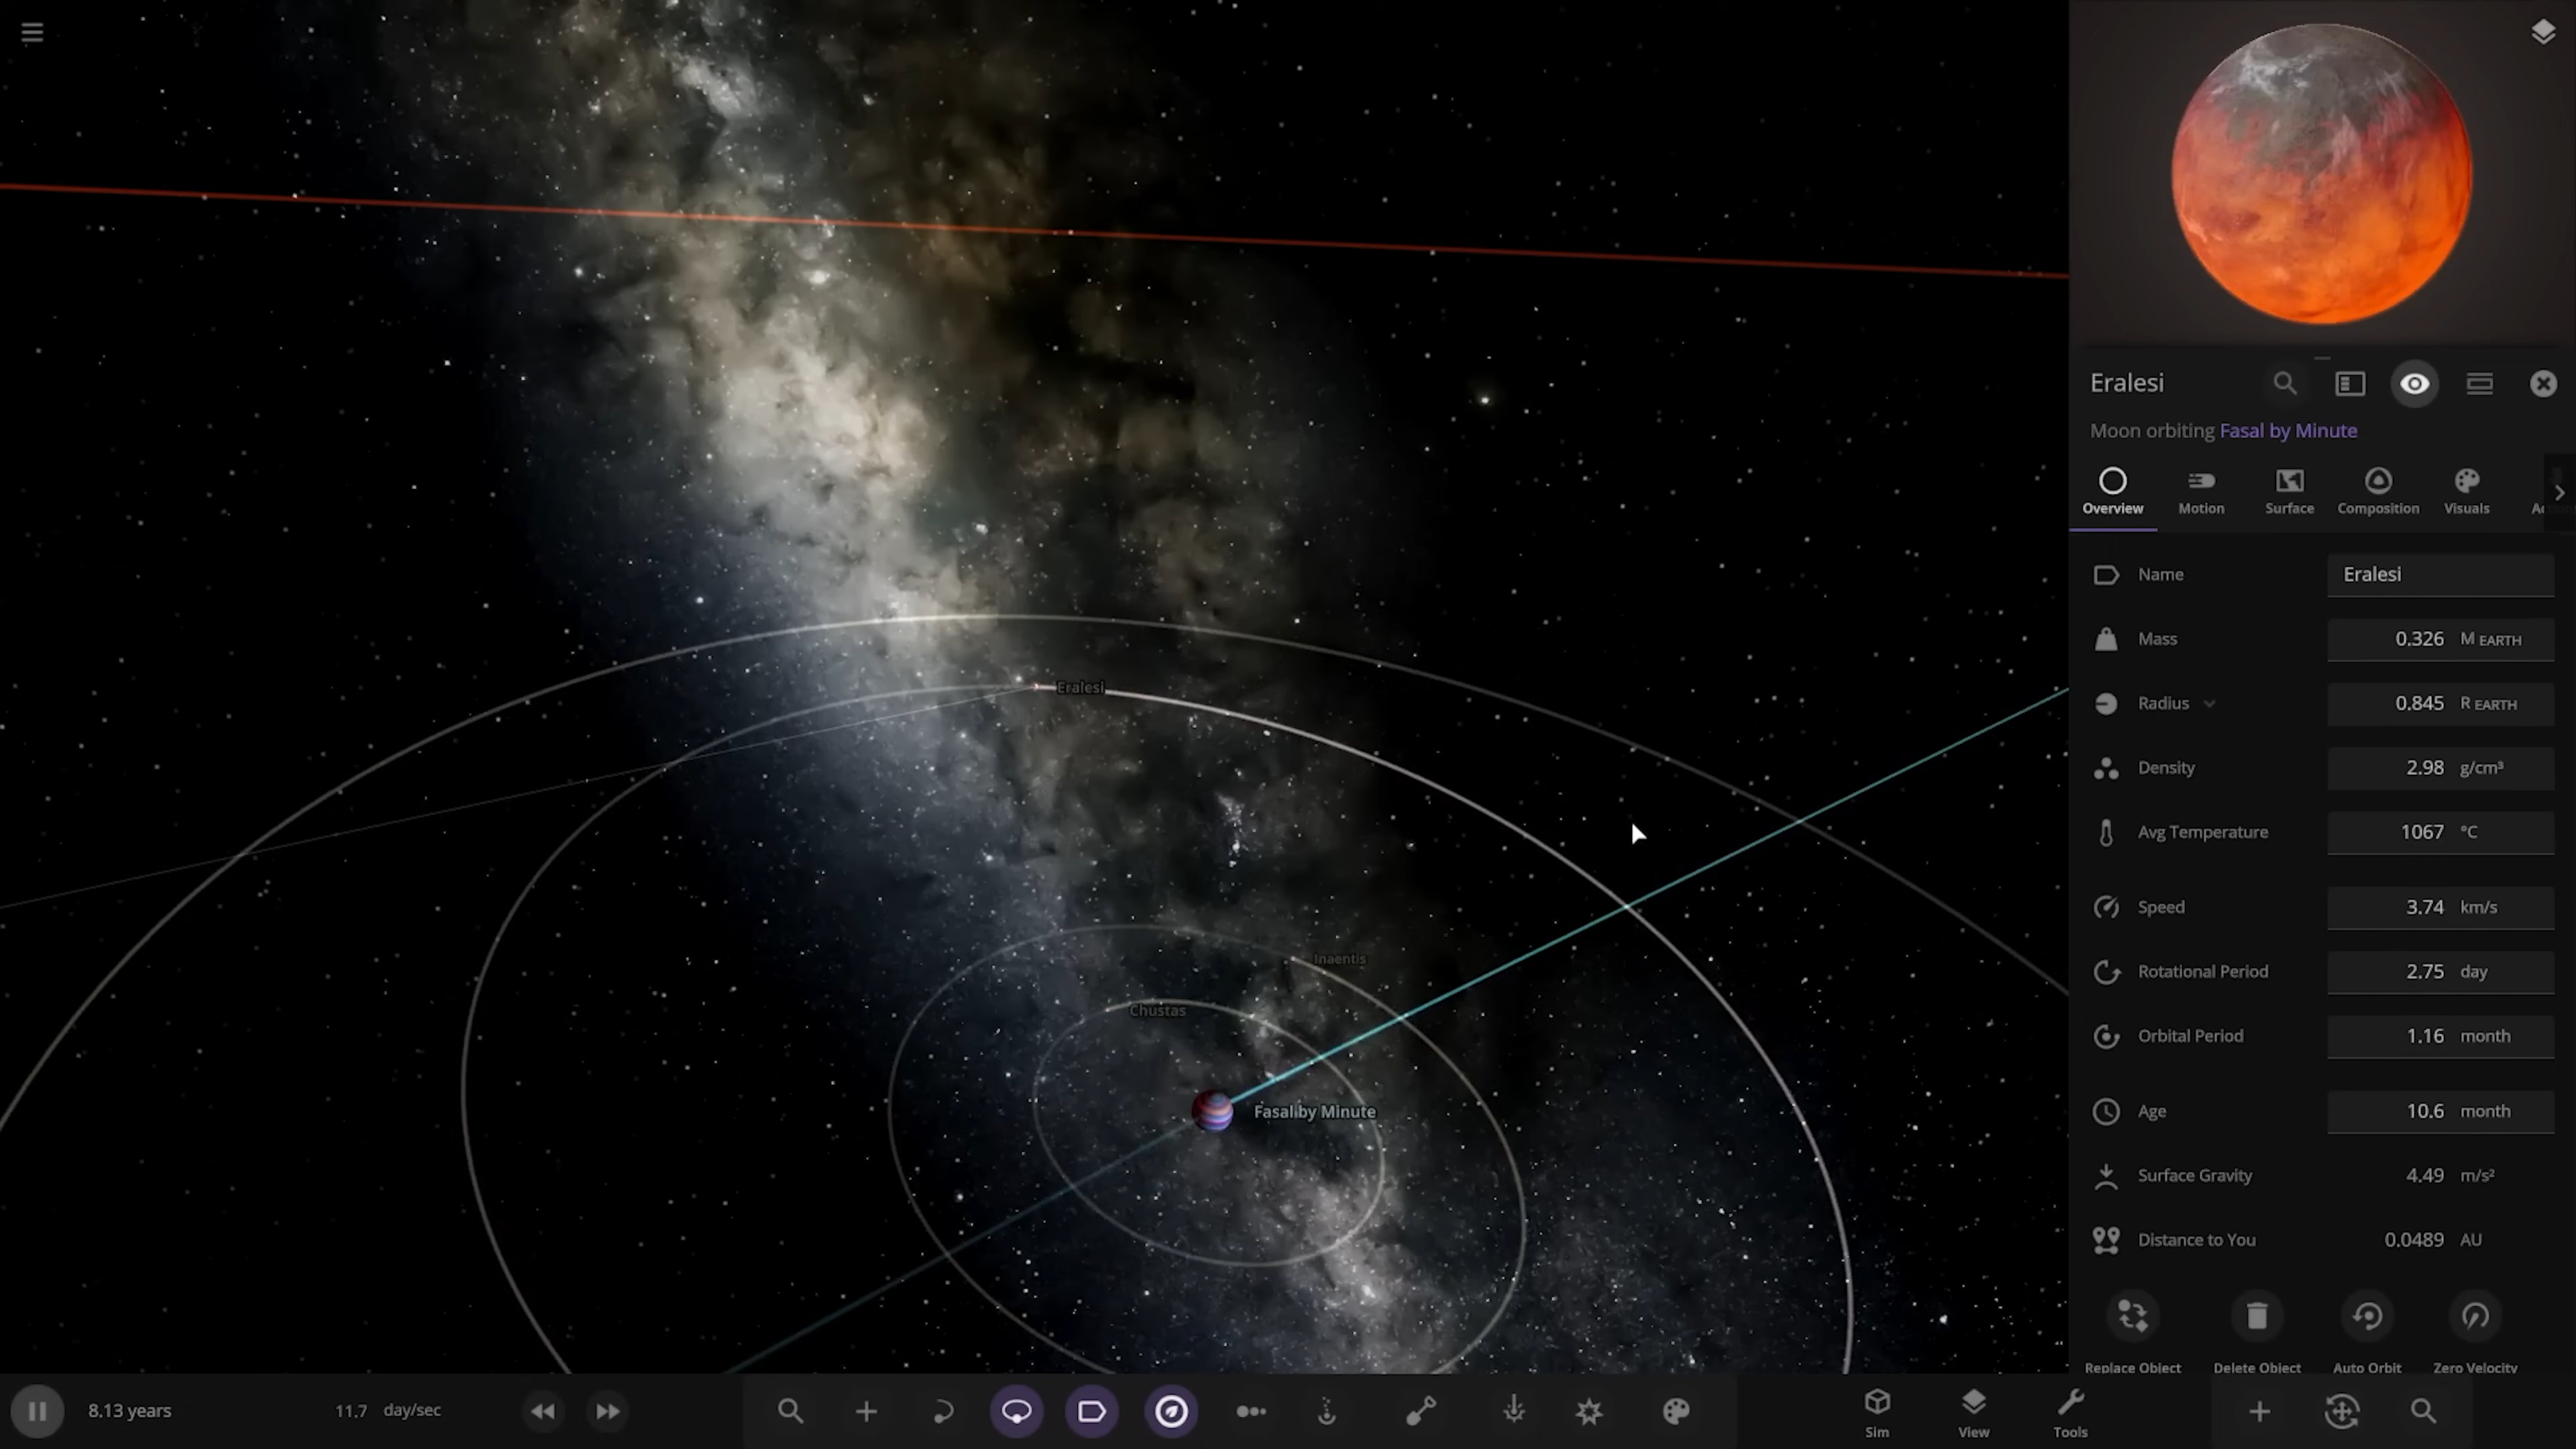 Eralesi
Inaentis
Chustas
Fasal by Minute
Eralesi
Moon orbiting Fasal by Minute
Overview
Motion
Surface
Composition
Visuals
Name
Eralesi
Mass
0.326 M EARTH
Radius
0.845 R EARTH
Density
2.98 g/cm³
Avg Temperature
1067 °C
Speed
3.74 km/s
Rotational Period
2.75 day
Orbital Period
1.16 month
Age
10.6 month
Surface Gravity
4.49 m/s²
Distance to You
0.0489 AU
Replace Object
Delete Object
Auto Orbit
Zero Velocity
8.13 years
11.7 day/sec
Sim
View
Tools